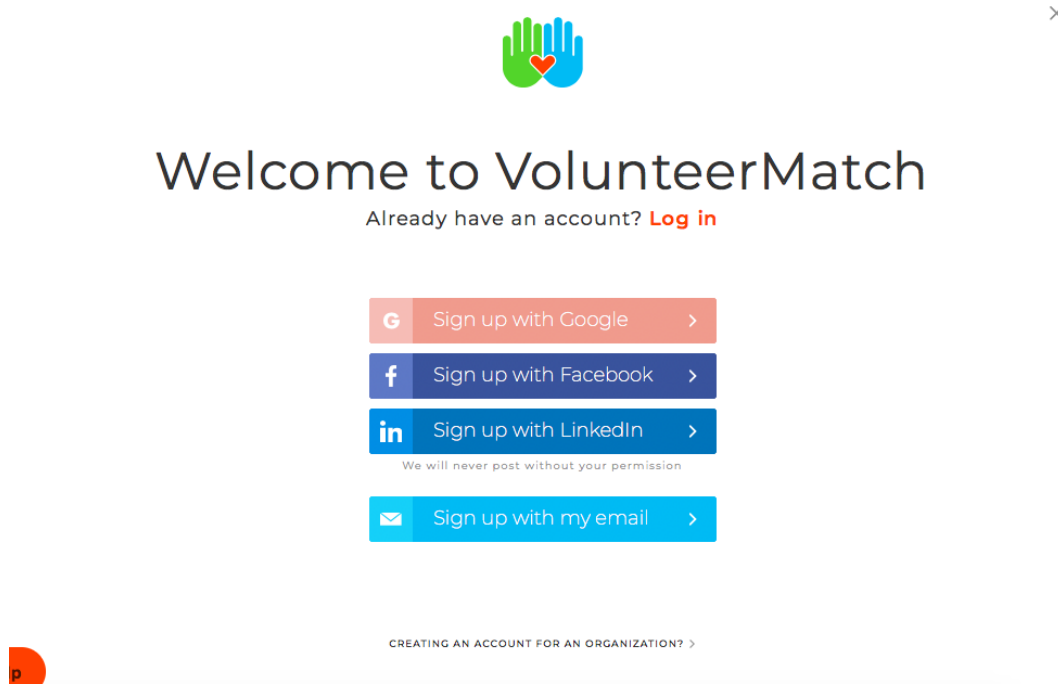 Welcome to VolunteerMatch
Already have an account? Log in
G Sign up with Google
f Sign up with Facebook
in Sign up with LinkedIn
We will never post without your permission
Sign up with my email
CREATING AN ACCOUNT FOR AN ORGANIZATION?
p